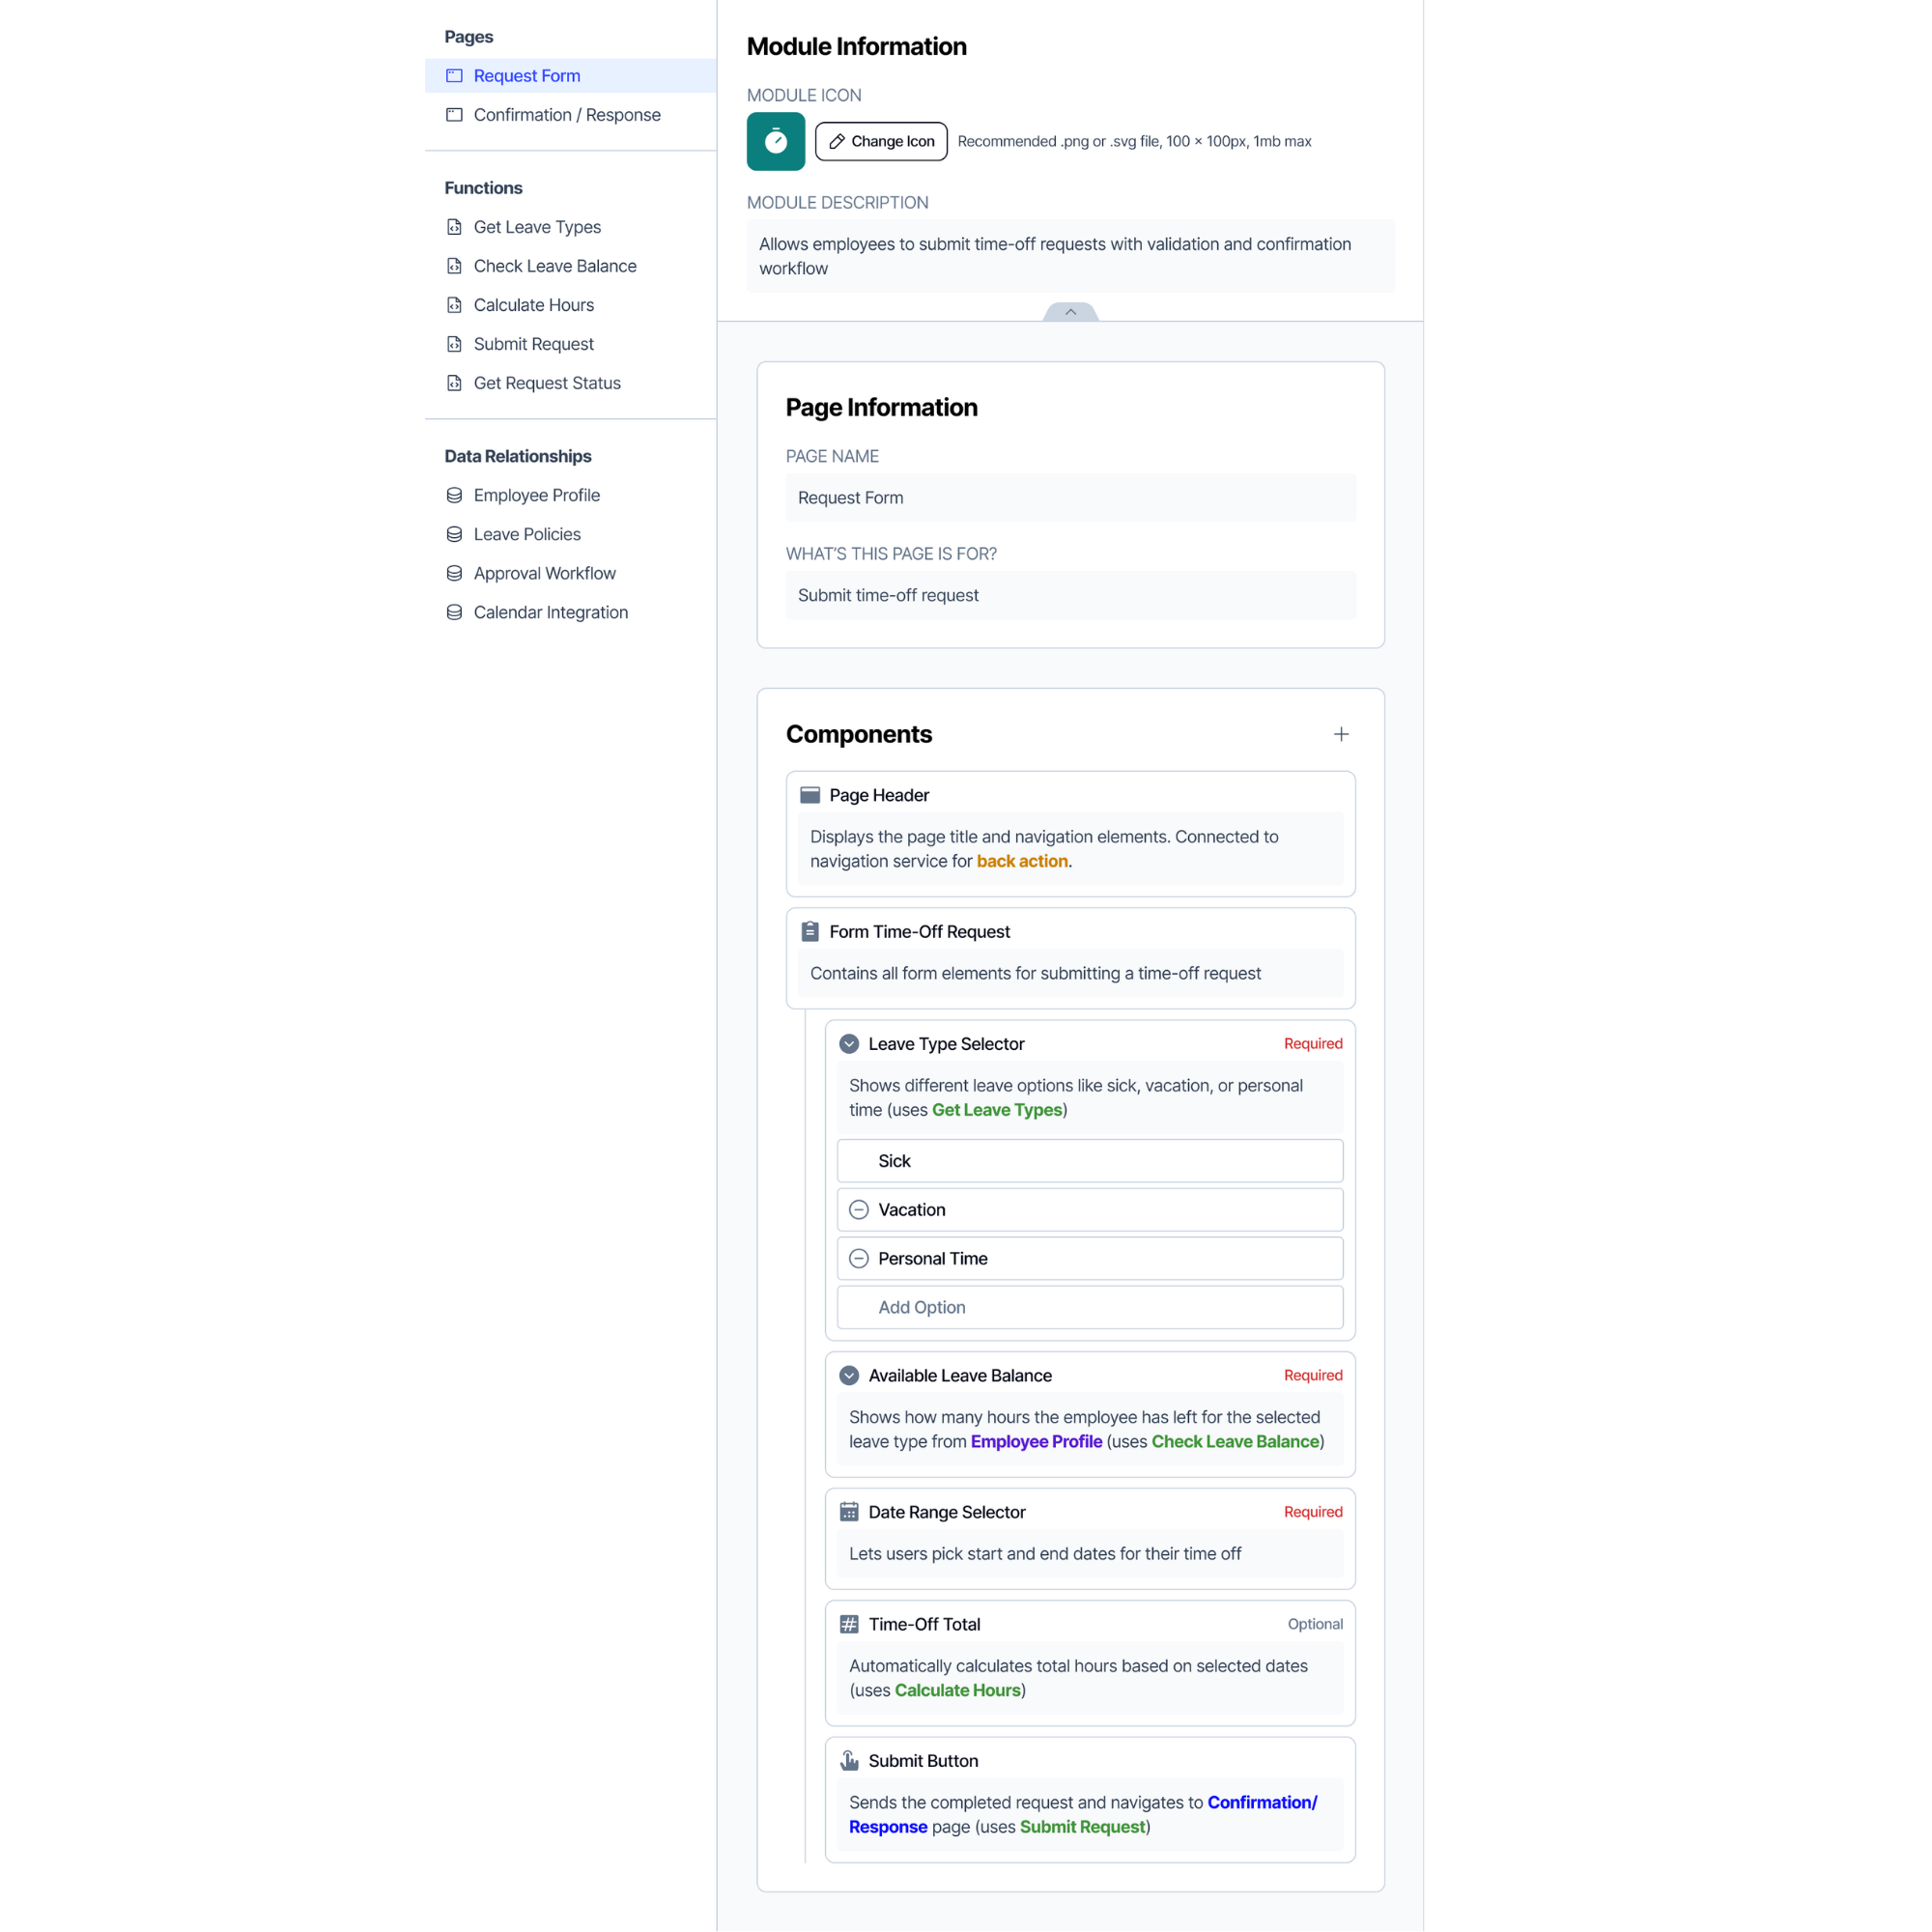 Pages
Request Form
Confirmation / Response
Functions
Get Leave Types
Check Leave Balance
Calculate Hours
Submit Request
Get Request Status
Data Relationships
Employee Profile
Leave Policies
Approval Workflow
Calendar Integration
Module Information
MODULE ICON
Change Icon
Recommended .png or .svg file, 100 × 100px, 1mb max
MODULE DESCRIPTION
Allows employees to submit time-off requests with validation and confirmation
workflow
Page Information
PAGE NAME
Request Form
WHAT'S THIS PAGE IS FOR?
Submit time-off request
Components
Page Header
Displays the page title and navigation elements. Connected to
navigation service for back action.
Form Time-Off Request
Contains all form elements for submitting a time-off request
Leave Type Selector
Required
Shows different leave options like sick, vacation, or personal
time (uses Get Leave Types)
Sick
Vacation
Personal Time
Add Option
Available Leave Balance
Required
Shows how many hours the employee has left for the selected
leave type from Employee Profile (uses Check Leave Balance)
Date Range Selector
Required
Lets users pick start and end dates for their time off
Time-Off Total
Optional
Automatically calculates total hours based on selected dates
(uses Calculate Hours)
Submit Button
Sends the completed request and navigates to Confirmation/
Response page (uses Submit Request)